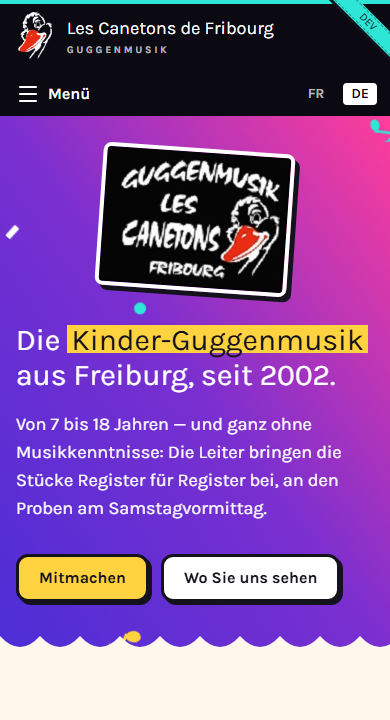 Les Canetons de Fribourg
GUGGENMUSIK
DEV
Menü
FR
DE
GUGGENMUSIK
LES
CANETONS
FRIBOURG
Die Kinder-Guggenmusik
aus Freiburg, seit 2002.
Von 7 bis 18 Jahren — und ganz ohne
Musikkenntnisse: Die Leiter bringen die
Stücke Register für Register bei, an den
Proben am Samstagvormittag.
Mitmachen
Wo Sie uns sehen